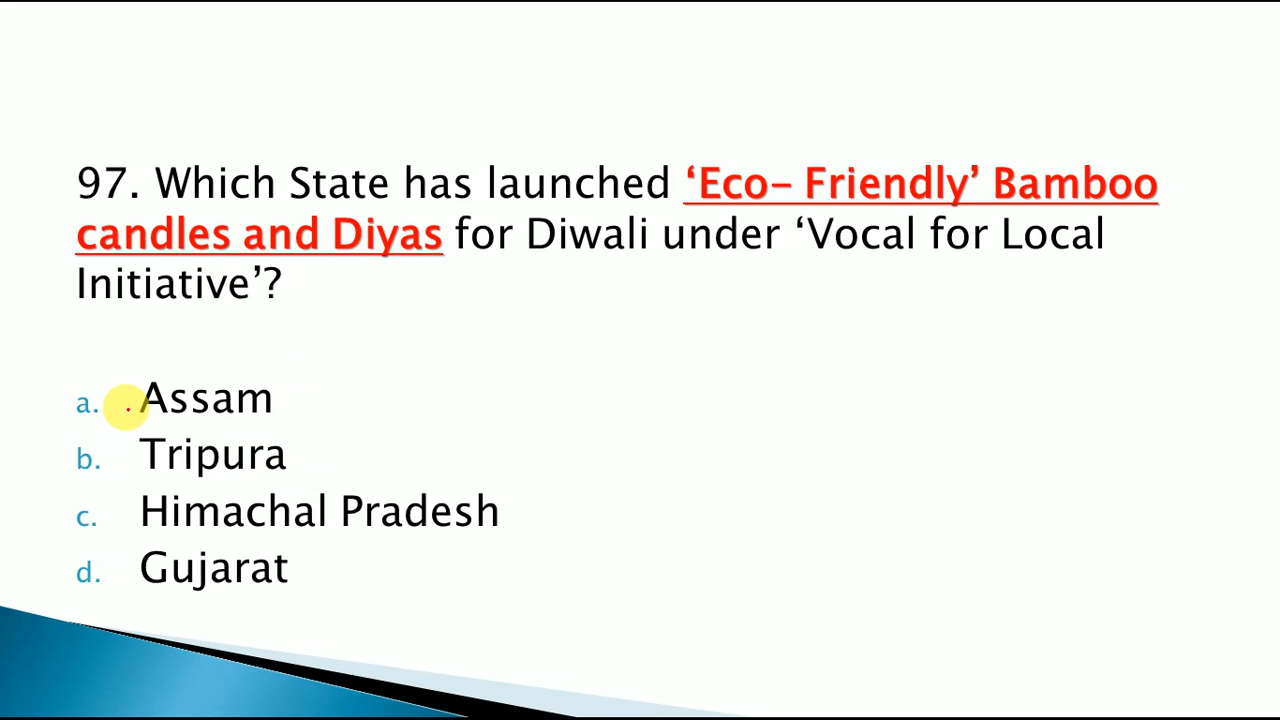 97. Which State has launched ‘Eco- Friendly’ Bamboo
candles and Diyas for Diwali under ‘Vocal for Local
Initiative’?
a. Assam
b. Tripura
c. Himachal Pradesh
d. Gujarat